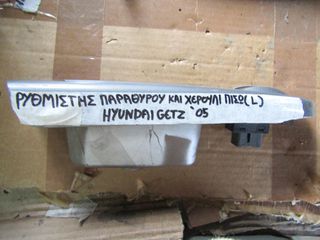 ΡΥΘΜΙΣΤΗΣ ΠΑΡΑΘΥΡΟΥ ΚΑΙ ΧΕΡΟΥΛΙ ΠΙΣΩ (L)
HYUNDAI GETZ '05